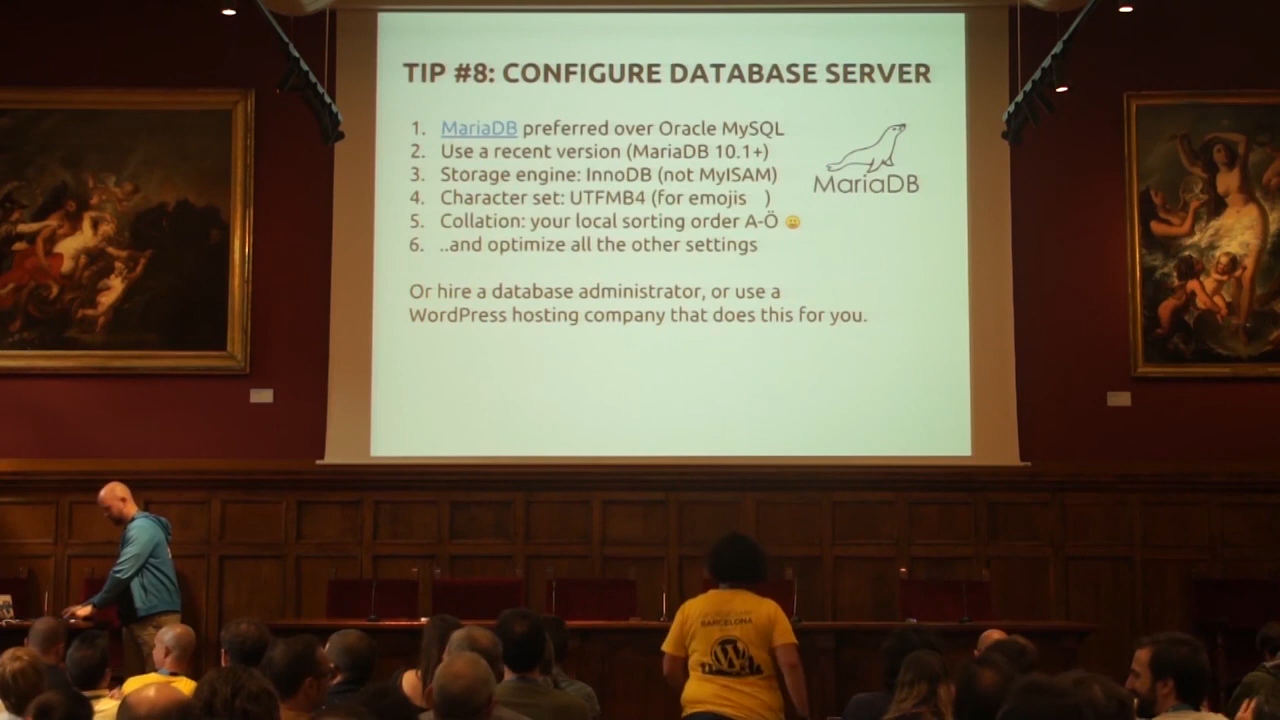 TIP #8: CONFIGURE DATABASE SERVER
1. MariaDB preferred over Oracle MySQL
2. Use a recent version (MariaDB 10.1+)
3. Storage engine: InnoDB (not MyISAM)
4. Character set: UTFMB4 (for emojis )
5. Collation: your local sorting order A-Ö 🙂
6. ..and optimize all the other settings
MariaDB
Or hire a database administrator, or use a
WordPress hosting company that does this for you.
BARCELONA